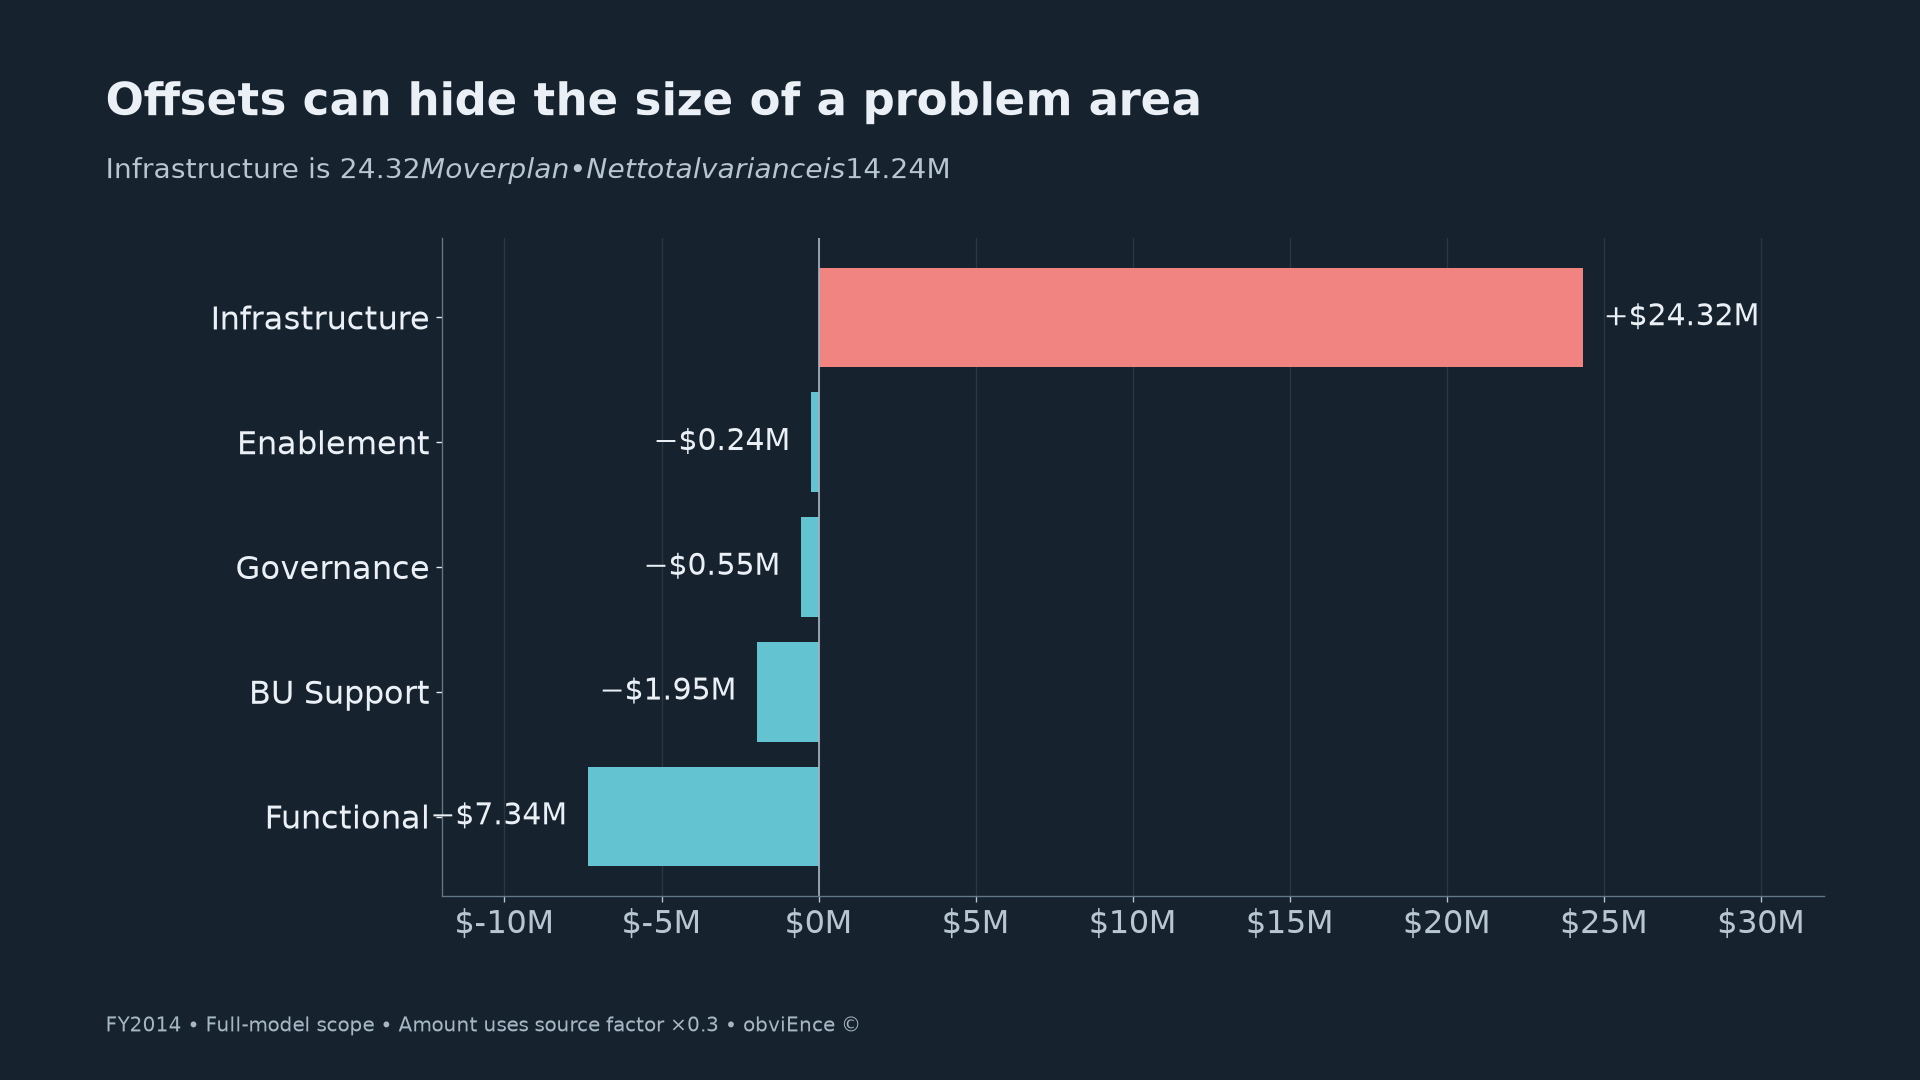 Offsets can hide the size of a problem area
Infrastructure is 24.32Moverplan•Nettotalvarianceis14.24M
Infrastructure
+$24.32M
Enablement
−$0.24M
Governance
−$0.55M
BU Support
−$1.95M
Functional
−$7.34M
$-10M $-5M $0M $5M $10M $15M $20M $25M $30M
FY2014 • Full-model scope • Amount uses source factor ×0.3 • obviEnce ©